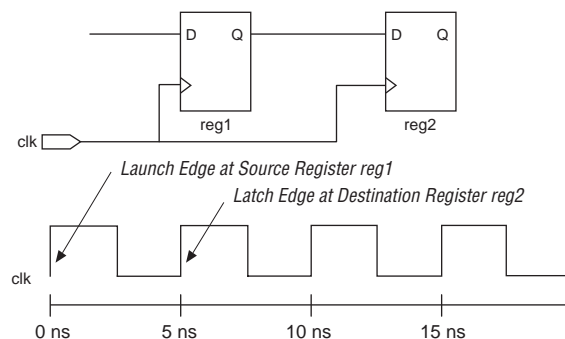 D Q D Q
reg1 reg2
clk
Launch Edge at Source Register reg1
Latch Edge at Destination Register reg2
clk
0 ns 5 ns 10 ns 15 ns